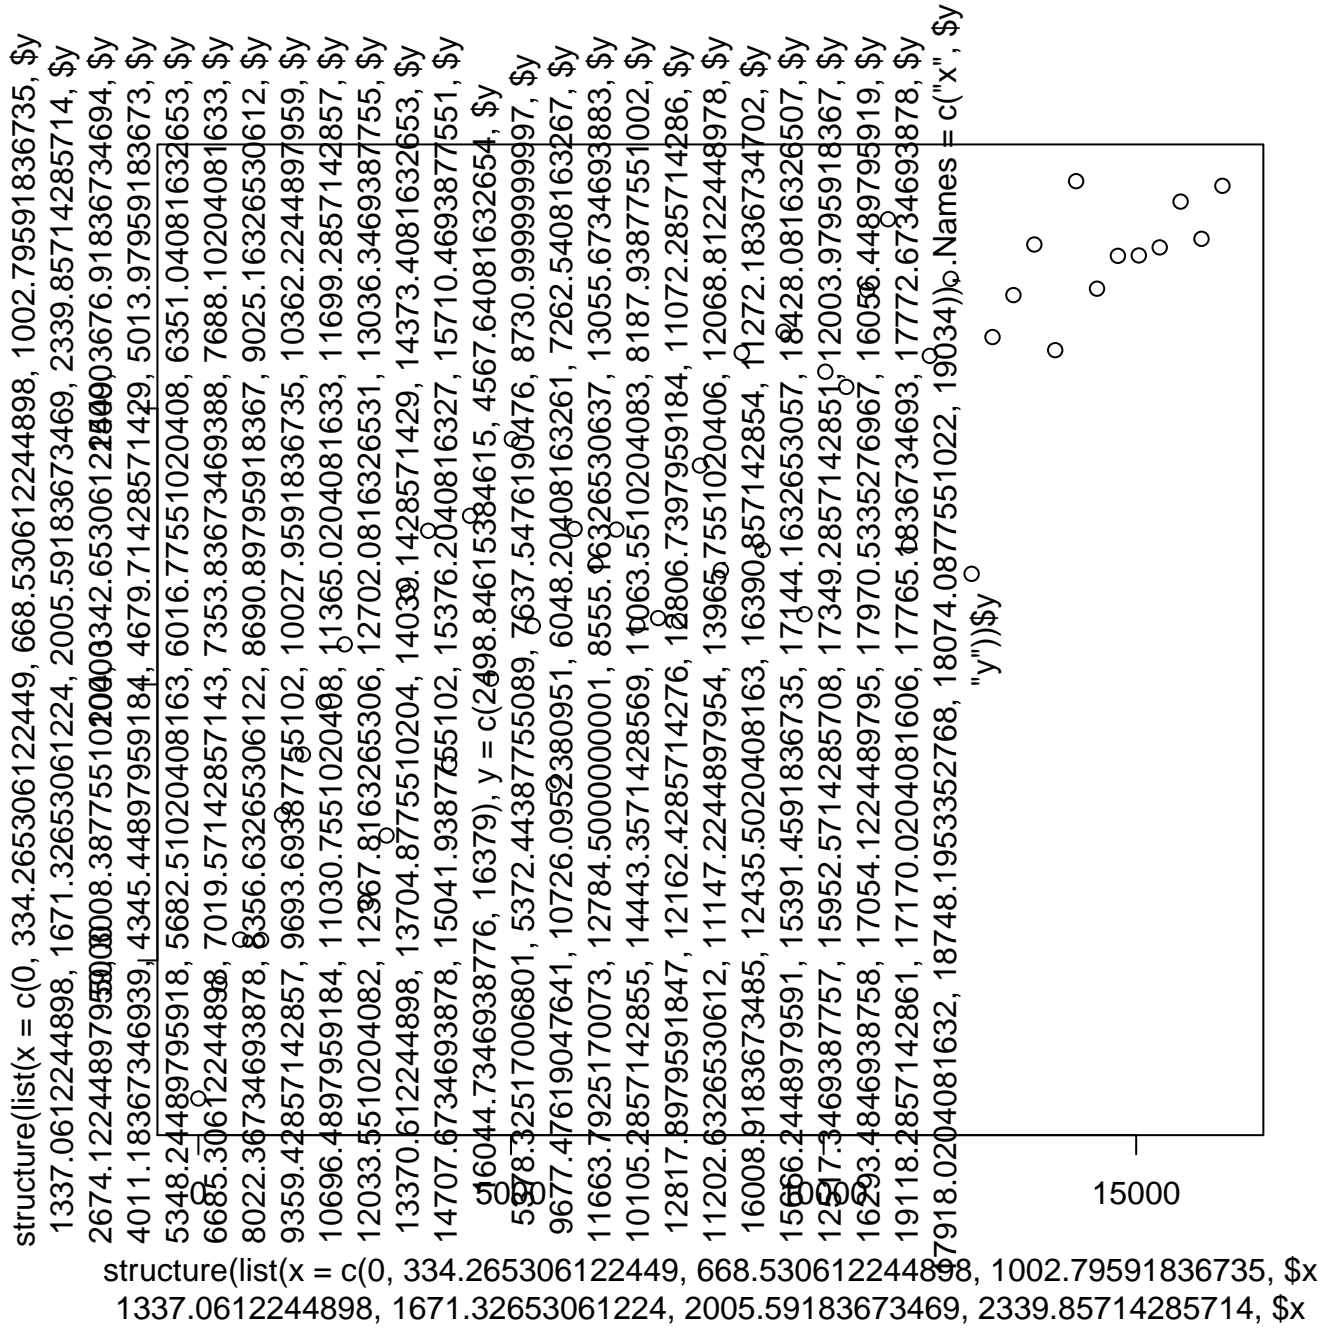 structure(list(x = c(0, 334.265306122449, 668.530612244898, 1002.79591836735, $y
1337.0612244898, 1671.32653061224, 2005.59183673469, 2339.85714285714, $y
2674.12244897959, 3008.38775510204, 3342.65306122449, 3676.91836734694, $y
4011.18367346939, 4345.44897959184, 4679.71428571429, 5013.97959183673, $y
5348.24489795918, 5682.51020408163, 6016.77551020408, 6351.04081632653, $y
6685.30612244898, 7019.57142857143, 7353.83673469388, 7688.10204081633, $y
8022.36734693878, 8356.63265306122, 8690.89795918367, 9025.16326530612, $y
9359.42857142857, 9693.69387755102, 10027.9591836735, 10362.2244897959, $y
10696.4897959184, 11030.7551020408, 11365.0204081633, 11699.2857142857, $y
12033.5510204082, 12367.8163265306, 12702.0816326531, 13036.3469387755, $y
13370.612244898, 13704.8775510204, 14039.1428571429, 14373.4081632653, $y
14707.6734693878, 15041.9387755102, 15376.2040816327, 15710.4693877551, $y
16044.7346938776, 16379), y = c(2498.84615384615, 4567.64081632654, $y
5378.32517006801, 5372.44387755089, 7637.54761190476, 8730.99999999997, $y
9677.47619047641, 10726.0952380951, 6048.20408163261, 7262.54081663267, $y
11663.7925170073, 12784.5000000001, 8555.16326530637, 13055.6734693883, $y
10105.2857142855, 14443.3571428569, 11063.5510204083, 8187.93877551002, $y
12817.8979591847, 12162.4285714276, 12806.7397959184, 11072.2857142286, $y
11202.6326530612, 11147.2244897954, 13965.7551020406, 12068.8122448978, $y
16008.9183673485, 12435.5020408163, 16390.8571142854, 11272.1836734702, $y
15666.2448979591, 15391.4591836735, 17144.1632653057, 18428.0816326507, $y
12517.3469387757, 15952.5714285708, 17349.2857142851, 12003.9795918367, $y
16293.4846938758, 17054.1224489795, 17970.5335276967, 16056.4489795919, $y
19118.2857142861, 17170.0204081606, 17765.1836734693, 17772.6734693878, $y
17918.0204081632, 18748.1953352768, 18074.0877551022, 19034)), .Names = c("x", $y
"y"))$y
5000
10000
15000
0
5000
10000
15000
structure(list(x = c(0, 334.265306122449, 668.530612244898, 1002.79591836735, $x
1337.0612244898, 1671.32653061224, 2005.59183673469, 2339.85714285714, $x